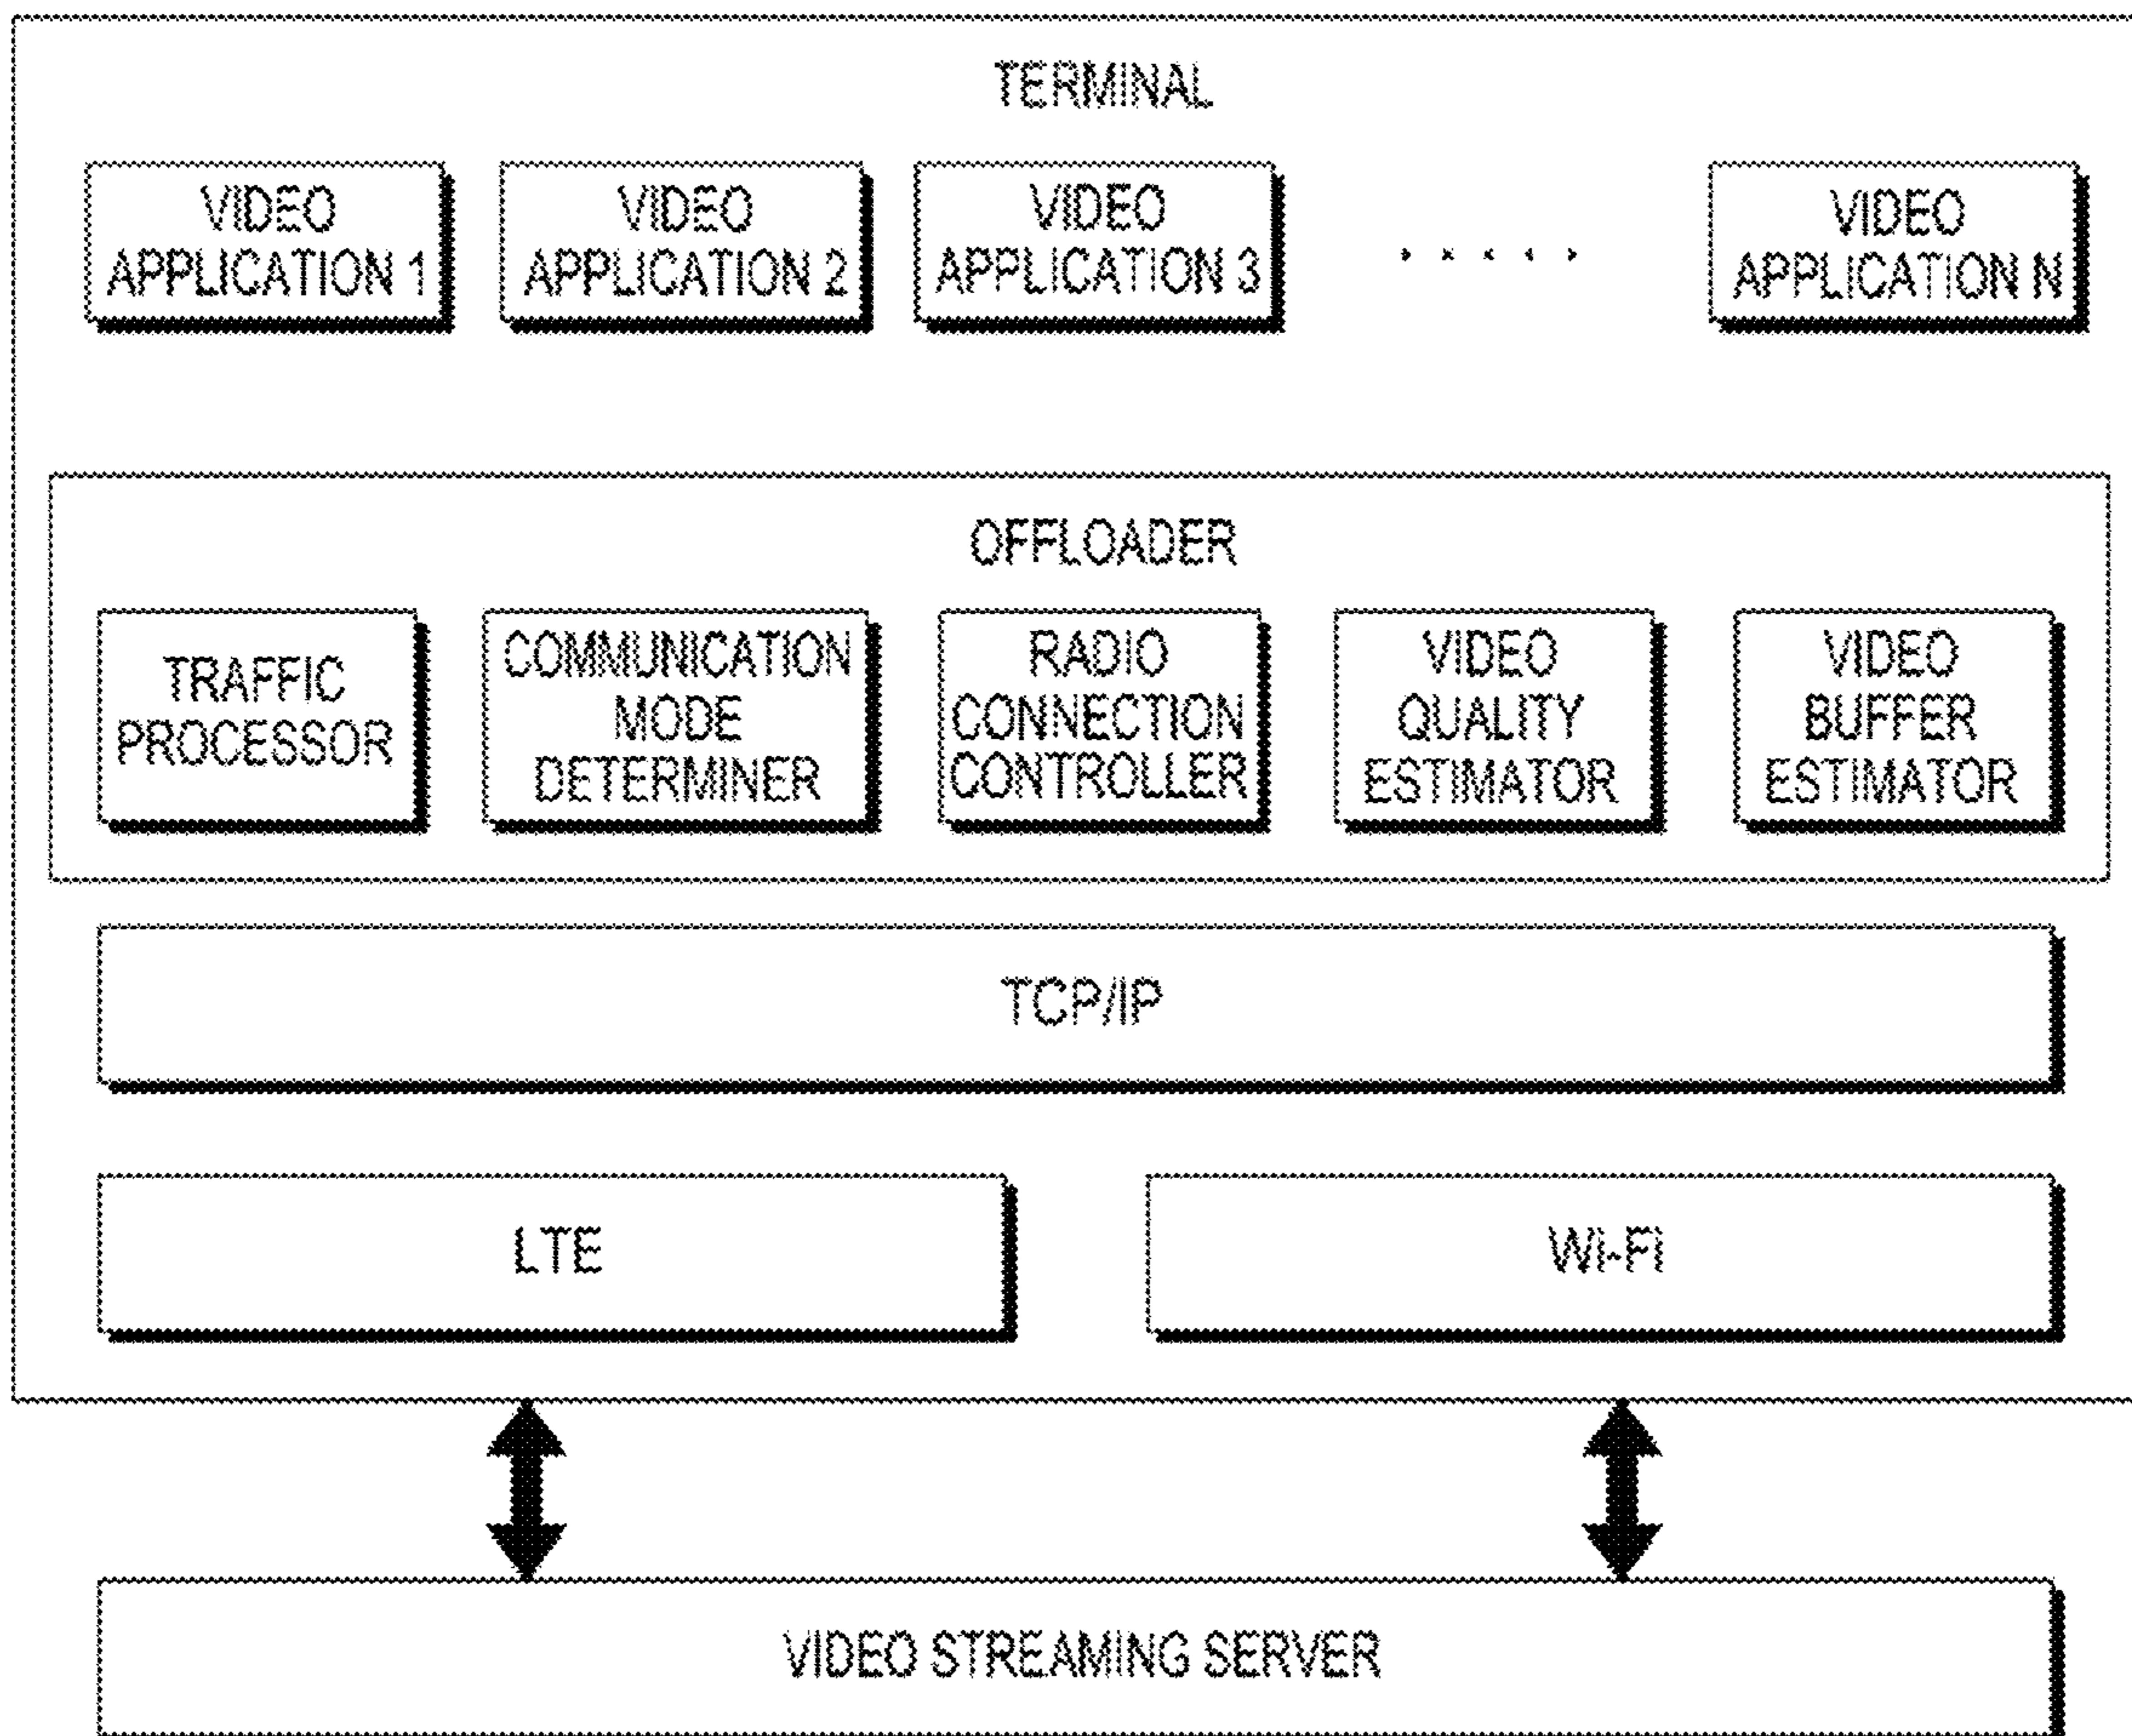 TERMINAL
VIDEO
APPLICATION 1
VIDEO
APPLICATION 2
VIDEO
APPLICATION 3
VIDEO
APPLICATION N
OFFLOADER
TRAFFIC
PROCESSOR
COMMUNICATION
MODE
DETERMINER
RADIO
CONNECTION
CONTROLLER
VIDEO
QUALITY
ESTIMATOR
VIDEO
BUFFER
ESTIMATOR
TCP/IP
LTE
Wi-Fi
VIDEO STREAMING SERVER